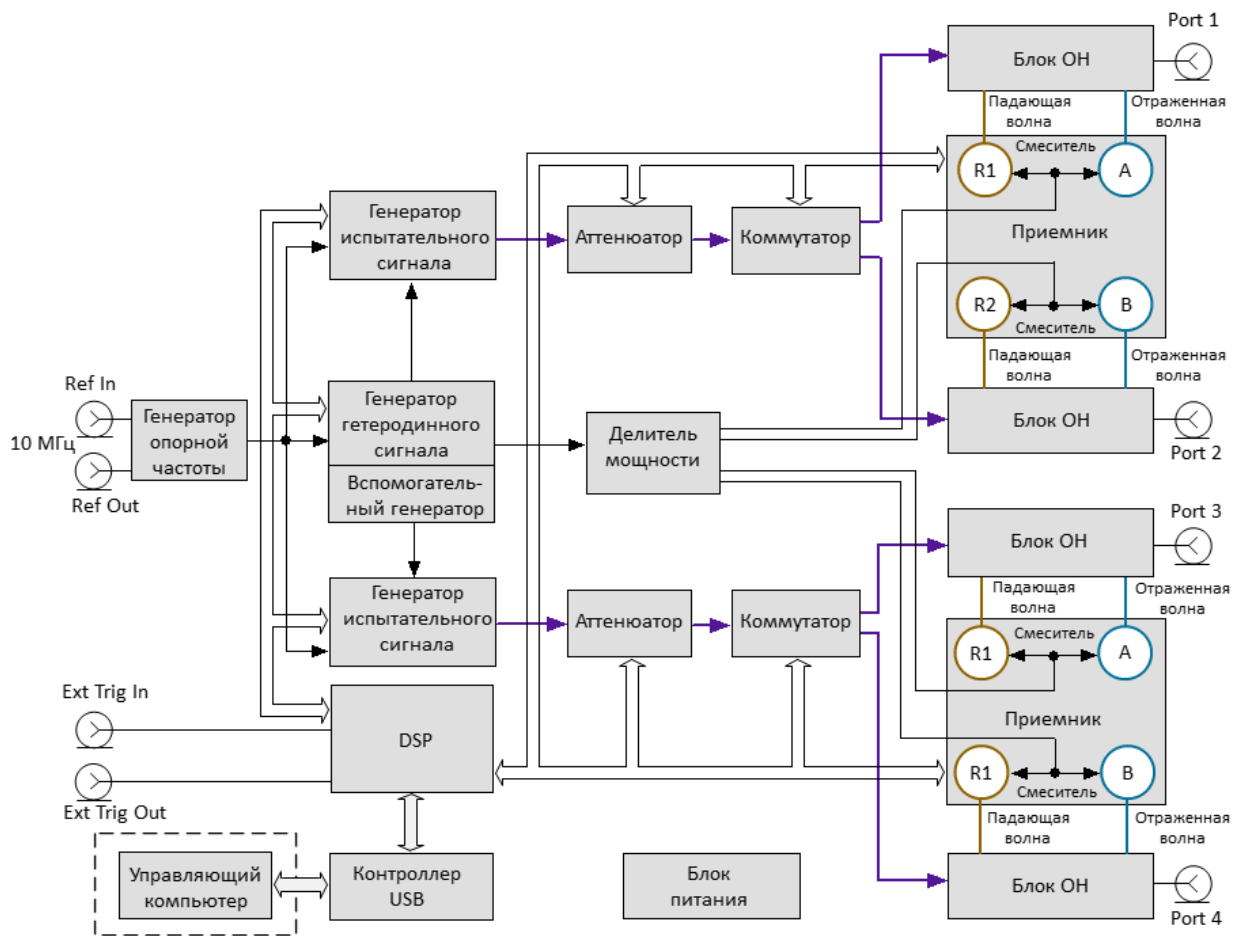 Port 1
Блок ОН
Падающая
волна
Отраженная
волна
Смеситель
R1
A
Генератор
испытательного
сигнала
Аттенюатор
Коммутатор
Приемник
R2
B
Смеситель
Падающая
волна
Отраженная
волна
Ref In
10 МГц
Ref Out
Генератор
опорной
частоты
Генератор
гетеродинного
сигнала
Вспомогатель-
ный генератор
Делитель
мощности
Блок ОН
Port 2
Port 3
Блок ОН
Падающая
волна
Отраженная
волна
Генератор
испытательного
сигнала
Аттенюатор
Коммутатор
Смеситель
R1
A
Приемник
Ext Trig In
Ext Trig Out
DSP
R1
B
Смеситель
Падающая
волна
Отраженная
волна
Управляющий
компьютер
Контроллер
USB
Блок
питания
Блок ОН
Port 4